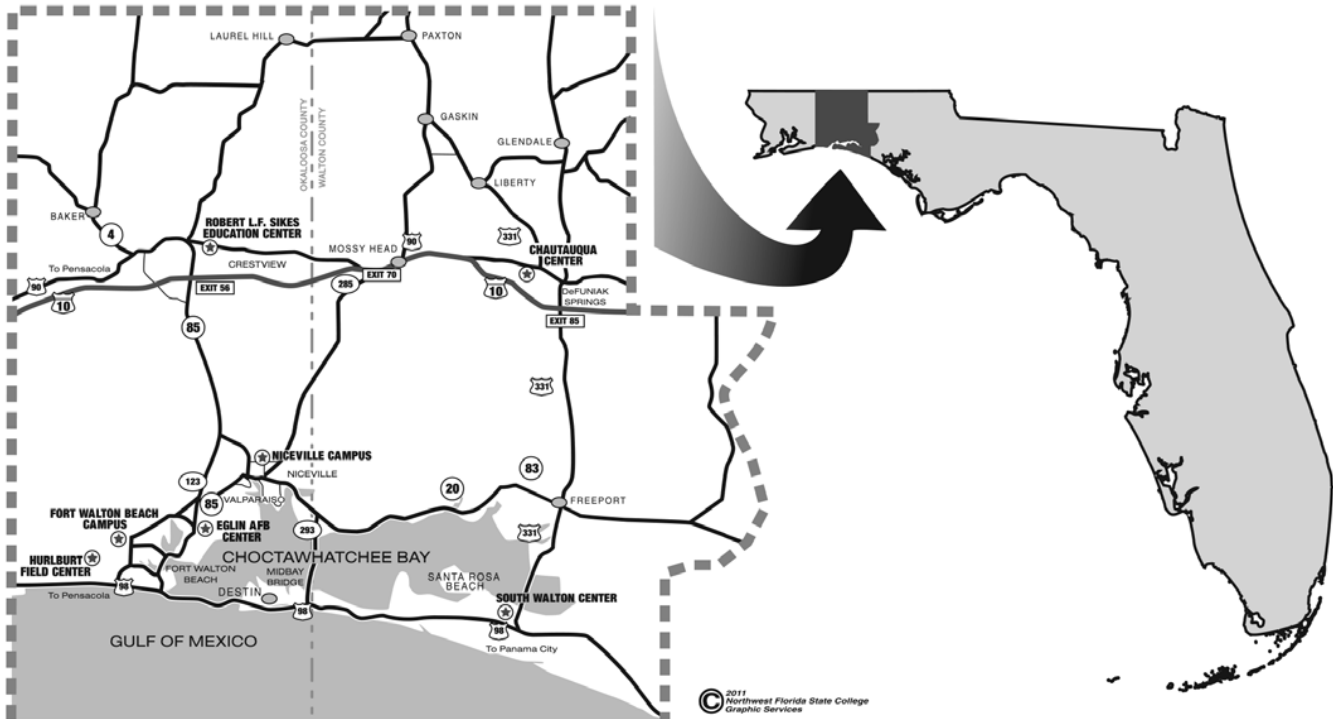 LAUREL HILL
PAXTON
GASKIN
GLENDALE
OKALOOSA COUNTY
WALTON COUNTY
LIBERTY
BAKER
4
ROBERT L.F. SIKES
EDUCATION CENTER
MOSSY HEAD
90
331
CHAUTAUQUA
CENTER
To Pensacola
CRESTVIEW
EXIT 70
90
10
EXIT 56
285
10
DeFUNIAK
SPRINGS
EXIT 85
85
331
NICEVILLE CAMPUS
NICEVILLE
123
83
20
85
VALPARAISO
FREEPORT
FORT WALTON BEACH
CAMPUS
EGLIN AFB
CENTER
293
331
HURLBURT
FIELD CENTER
CHOCTAWHATCHEE BAY
FORT WALTON
BEACH
MIDBAY
BRIDGE
SANTA ROSA
BEACH
98
To Pensacola
DESTIN
98
SOUTH WALTON CENTER
98
GULF OF MEXICO
To Panama City
© 2011
Northwest Florida State College
Graphic Services